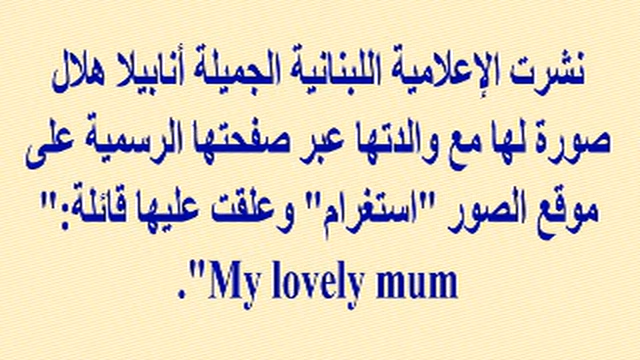 نشرت الإعلامية اللبنانية الجميلة أنابيلا هلال
صورة لها مع والدتها عبر صفحتها الرسمية على
موقع الصور "استغرام" وعلقت عليها قائلة:"
My lovely mum".